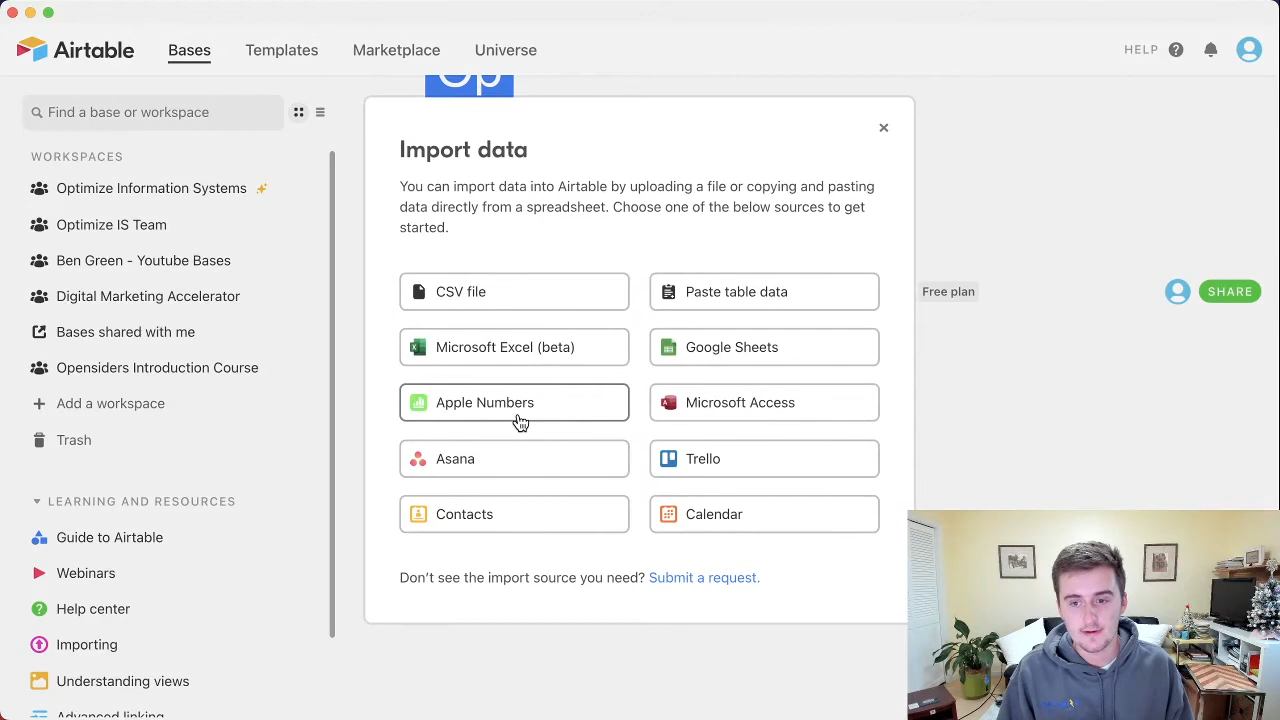 Airtable
Bases
Templates
Marketplace
Universe
HELP
Op
Find a base or workspace
WORKSPACES
Optimize Information Systems
Optimize IS Team
Ben Green - Youtube Bases
Digital Marketing Accelerator
Bases shared with me
Opensiders Introduction Course
Add a workspace
Trash
LEARNING AND RESOURCES
Guide to Airtable
Webinars
Help center
Importing
Understanding views
Advanced linking
Import data
You can import data into Airtable by uploading a file or copying and pasting
data directly from a spreadsheet. Choose one of the below sources to get
started.
CSV file
Paste table data
Microsoft Excel (beta)
Google Sheets
Apple Numbers
Microsoft Access
Asana
Trello
Contacts
Calendar
Don't see the import source you need? Submit a request.
Free plan
SHARE